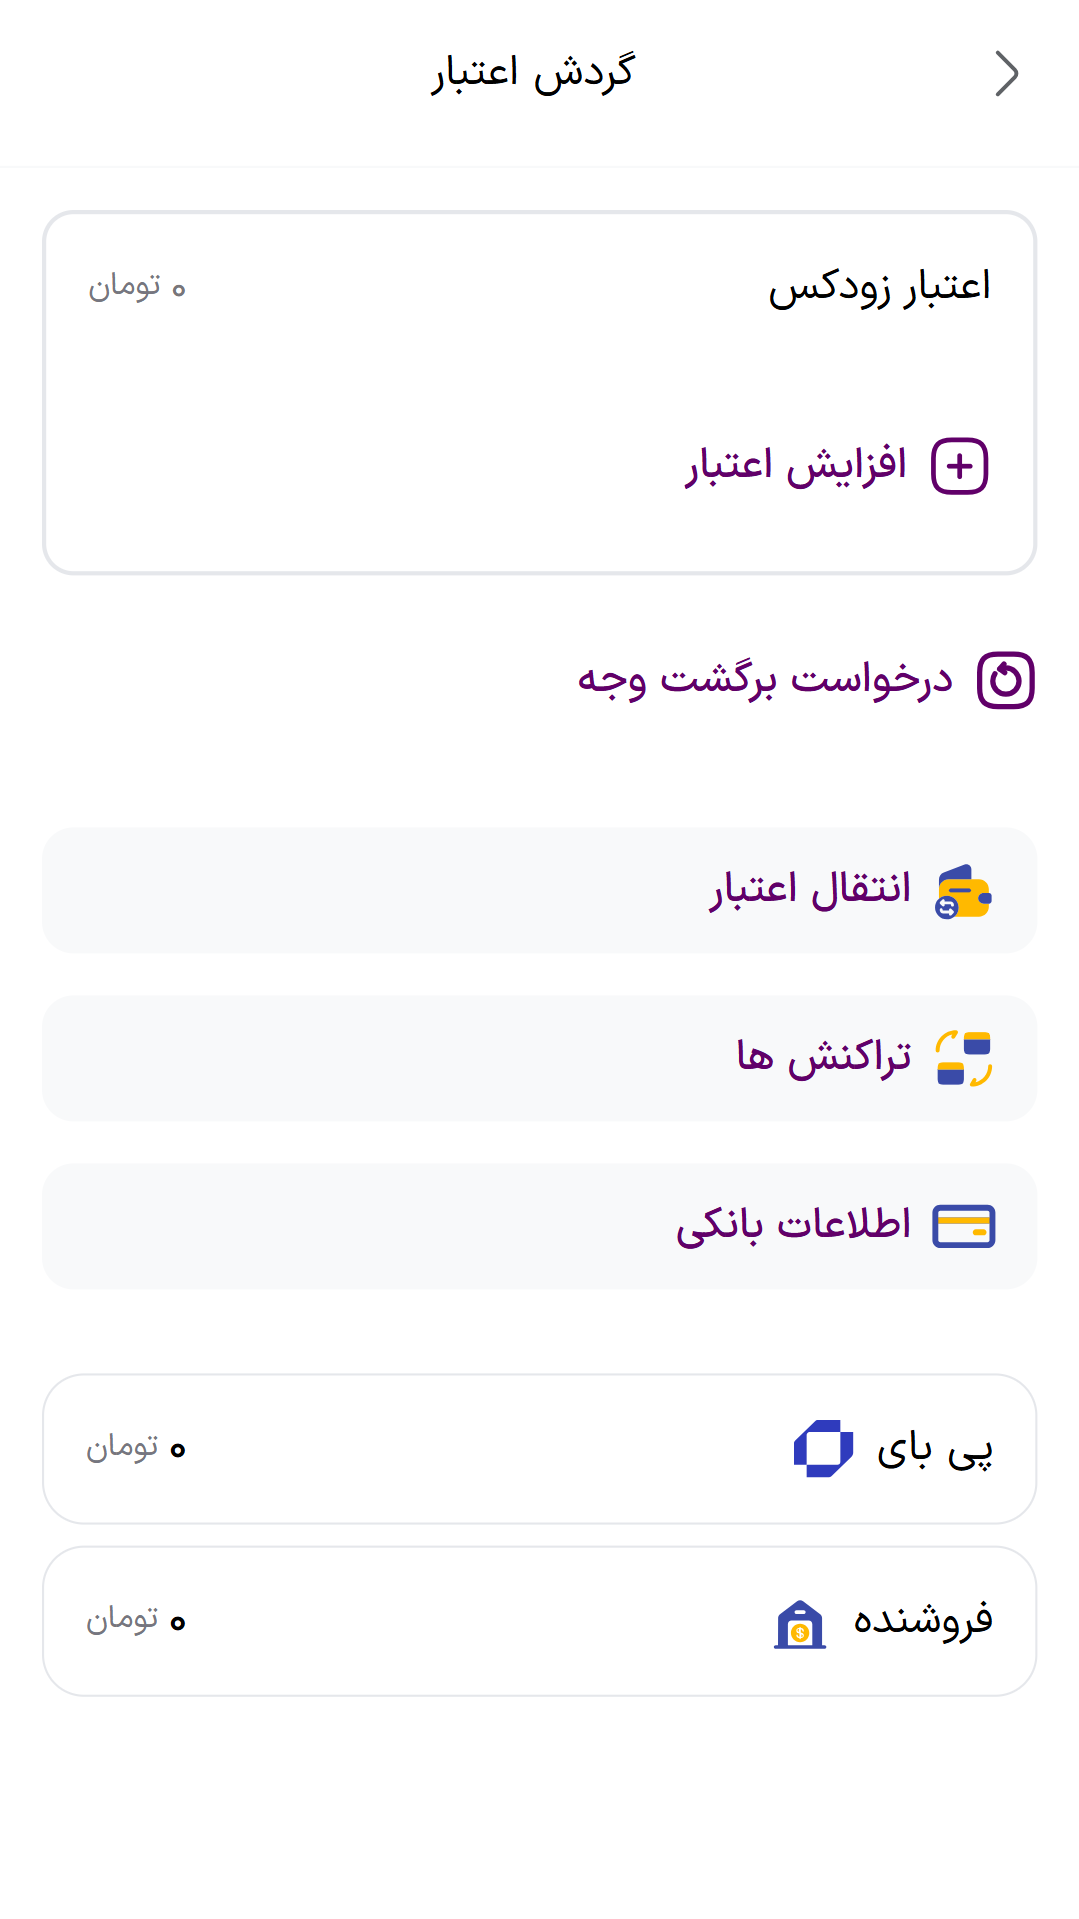 گردش اعتبار
اعتبار زودکس
۰ تومان
افزایش اعتبار
درخواست برگشت وجه
انتقال اعتبار
تراکنش ها
اطلاعات بانکی
پی بای
۰ تومان
فروشنده
۰ تومان